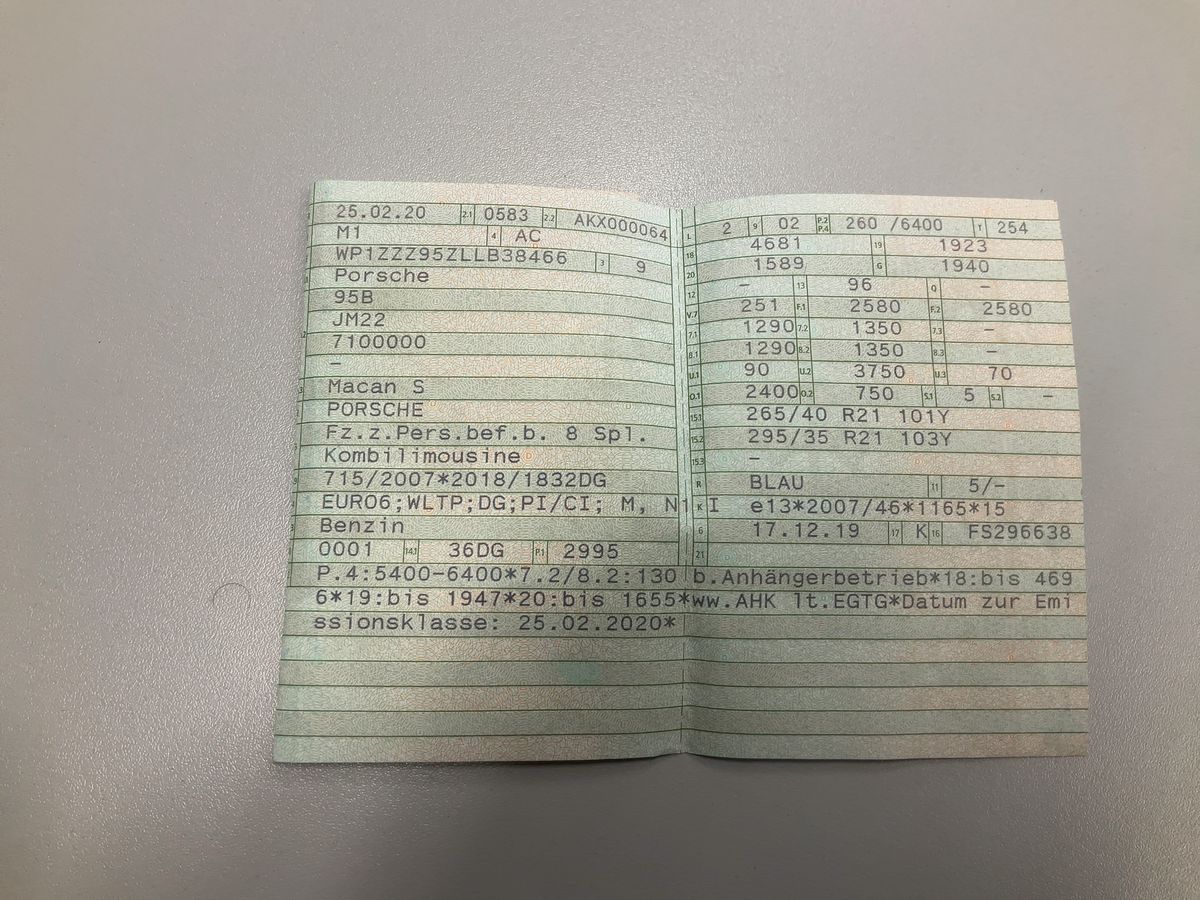 25.02.20 2.1 0583 2.2 AKX000064
M1 4 AC
WP1ZZZ95ZLLB38466 3 9
Porsche
95B
JM22
7100000
–
Macan S
PORSCHE
Fz.z.Pers.bef.b. 8 Spl.
Kombilimousine
715/2007*2018/1832DG
EURO6;WLTP;DG;PI/CI; M, N1 I
Benzin
0001 14.1 36DG P.1 2995
L 2 9 02 P.2 P.4 260 /6400 T 254
18 4681 19 1923
20 1589 G 1940
12 – 13 96 Q –
V.7 251 F.1 2580 F.2 2580
7.1 1290 7.2 1350 7.3 –
8.1 1290 8.2 1350 8.3 –
U.1 90 U.2 3750 U.3 70
O.1 2400 O.2 750 S.1 5 S.2 –
15.1 265/40 R21 101Y
15.2 295/35 R21 103Y
15.3 –
R BLAU 11 5/–
K e13*2007/46*1165*15
6 17.12.19 17 K 16 FS296638
21
P.4:5400-6400*7.2/8.2:130 b.Anhängerbetrieb*18:bis 469
6*19:bis 1947*20:bis 1655*ww.AHK lt.EGTG*Datum zur Emi
ssionsklasse: 25.02.2020*